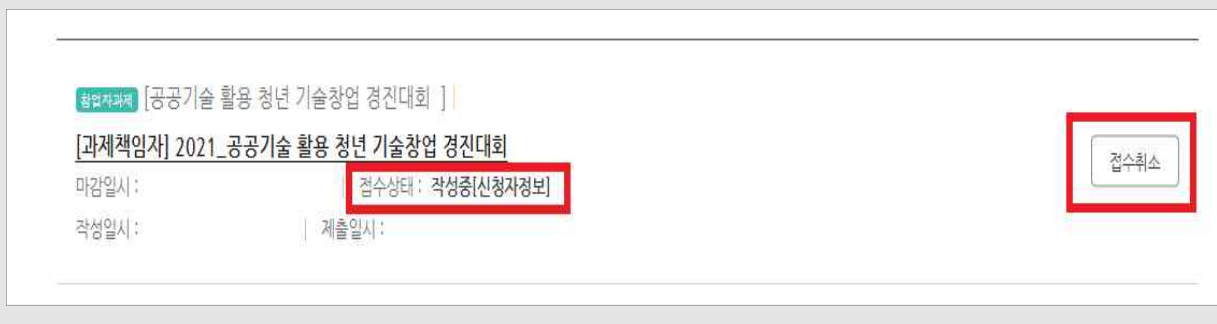 창업자과제 [공공기술 활용 청년 기술창업 경진대회 ]
[과제책임자] 2021_공공기술 활용 청년 기술창업 경진대회
마감일시 : | 접수상태 : 작성중[신청자정보]
작성일시 : | 제출일시 :
접수취소